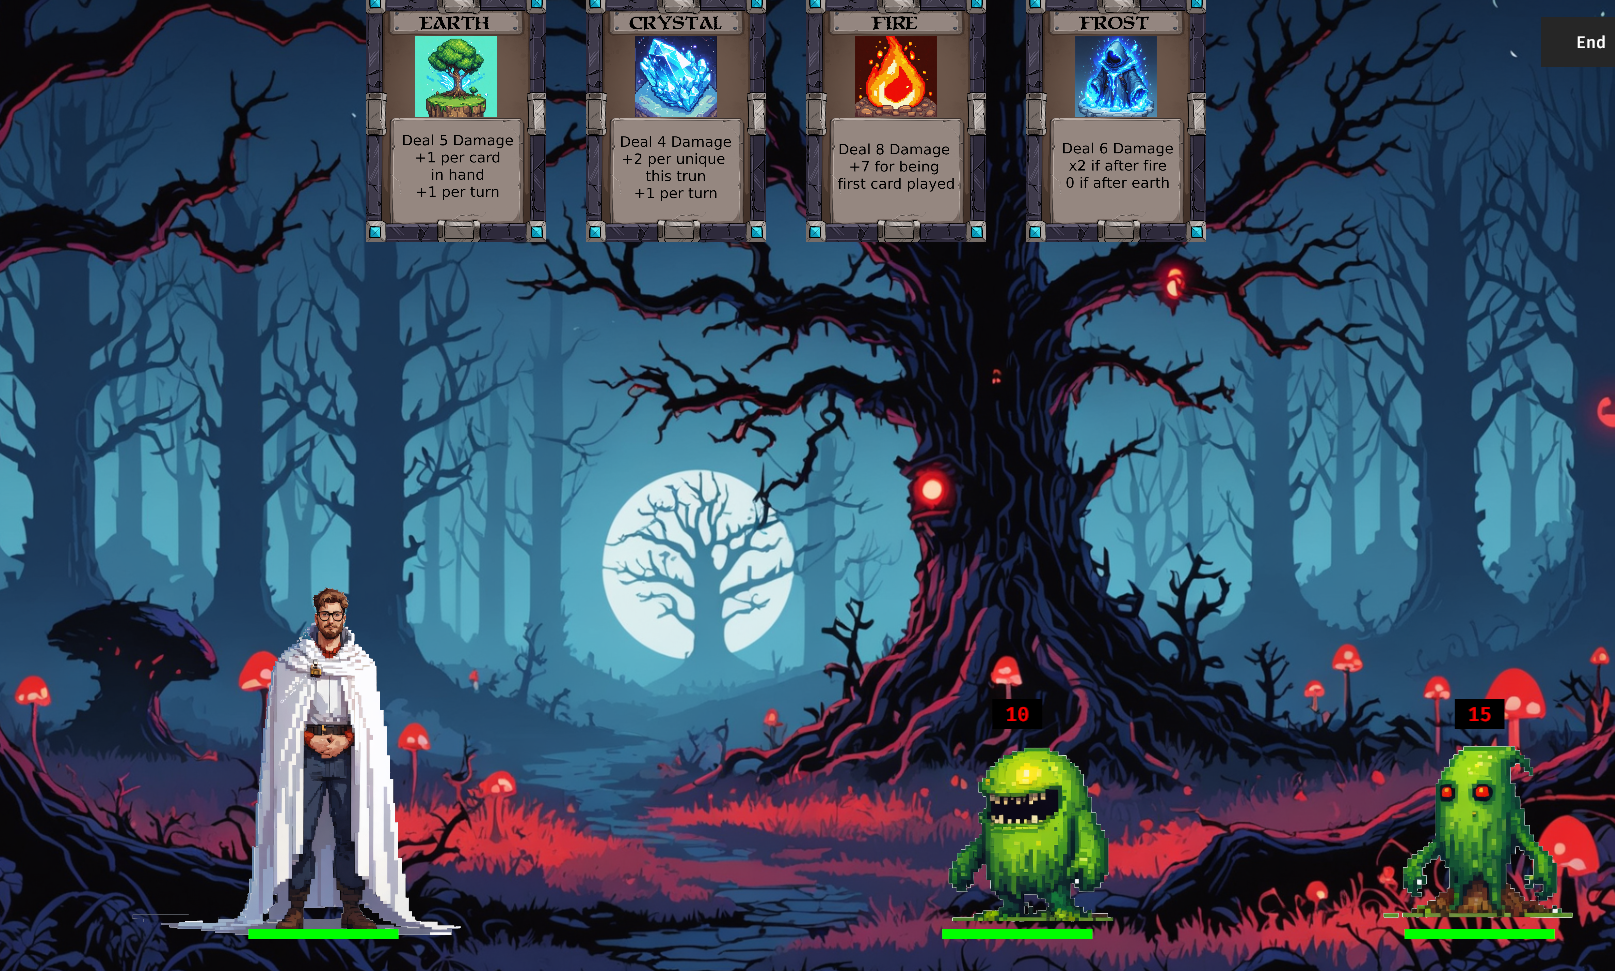 EARTH
Deal 5 Damage
+1 per card
in hand
+1 per turn
CRYSTAL
Deal 4 Damage
+2 per unique
this trun
+1 per turn
FIRE
Deal 8 Damage
+7 for being
first card played
FROST
Deal 6 Damage
x2 if after fire
0 if after earth
End
10
15